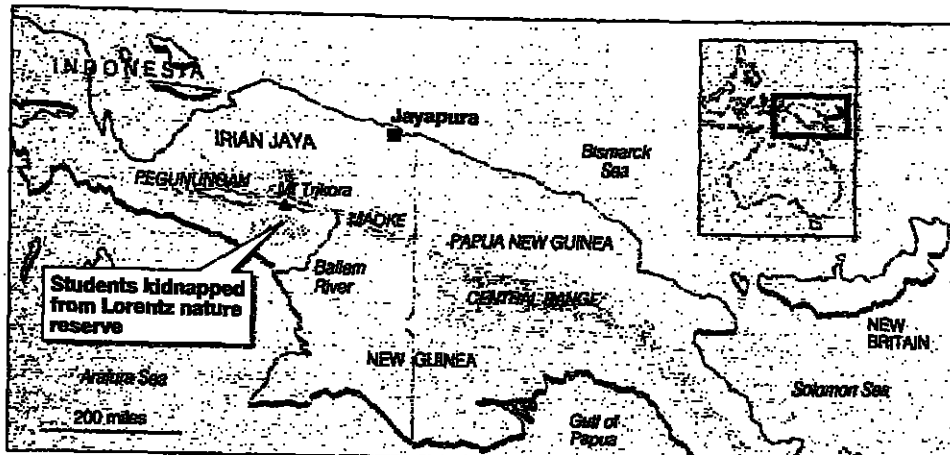 INDONESIA
Jayapura
IRIAN JAYA
Bismarck
Sea
PEGUNUNGAN
Mt Trikora
MAOKE
PAPUA NEW GUINEA
Students kidnapped
from Lorentz nature
reserve
Baliem
River
CENTRAL RANGE
NEW
BRITAIN
NEW GUINEA
Arafura Sea
Solomon Sea
200 miles
Gulf of
Papua